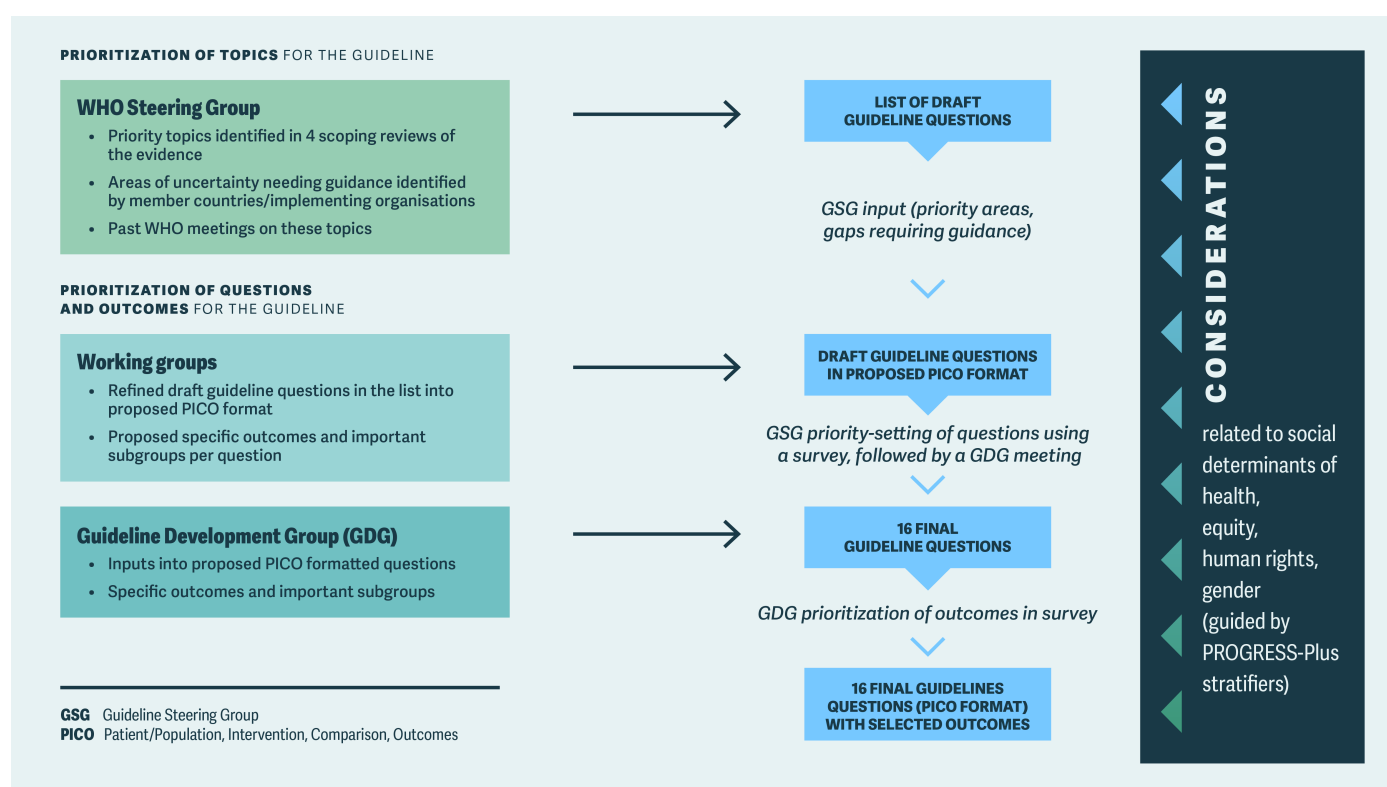 PRIORITIZATION OF TOPICS FOR THE GUIDELINE
WHO Steering Group
• Priority topics identified in 4 scoping reviews of
the evidence
• Areas of uncertainty needing guidance identified
by member countries/implementing organisations
• Past WHO meetings on these topics
LIST OF DRAFT
GUIDELINE QUESTIONS
GSG input (priority areas,
gaps requiring guidance)
PRIORITIZATION OF QUESTIONS
AND OUTCOMES FOR THE GUIDELINE
Working groups
• Refined draft guideline questions in the list into
proposed PICO format
• Proposed specific outcomes and important
subgroups per question
DRAFT GUIDELINE QUESTIONS
IN PROPOSED PICO FORMAT
GSG priority-setting of questions using
a survey, followed by a GDG meeting
Guideline Development Group (GDG)
• Inputs into proposed PICO formatted questions
• Specific outcomes and important subgroups
16 FINAL
GUIDELINE QUESTIONS
GDG prioritization of outcomes in survey
16 FINAL GUIDELINES
QUESTIONS (PICO FORMAT)
WITH SELECTED OUTCOMES
GSG Guideline Steering Group
PICO Patient/Population, Intervention, Comparison, Outcomes
CONSIDERATIONS
related to social
determinants of
health,
equity,
human rights,
gender
(guided by
PROGRESS-Plus
stratifiers)